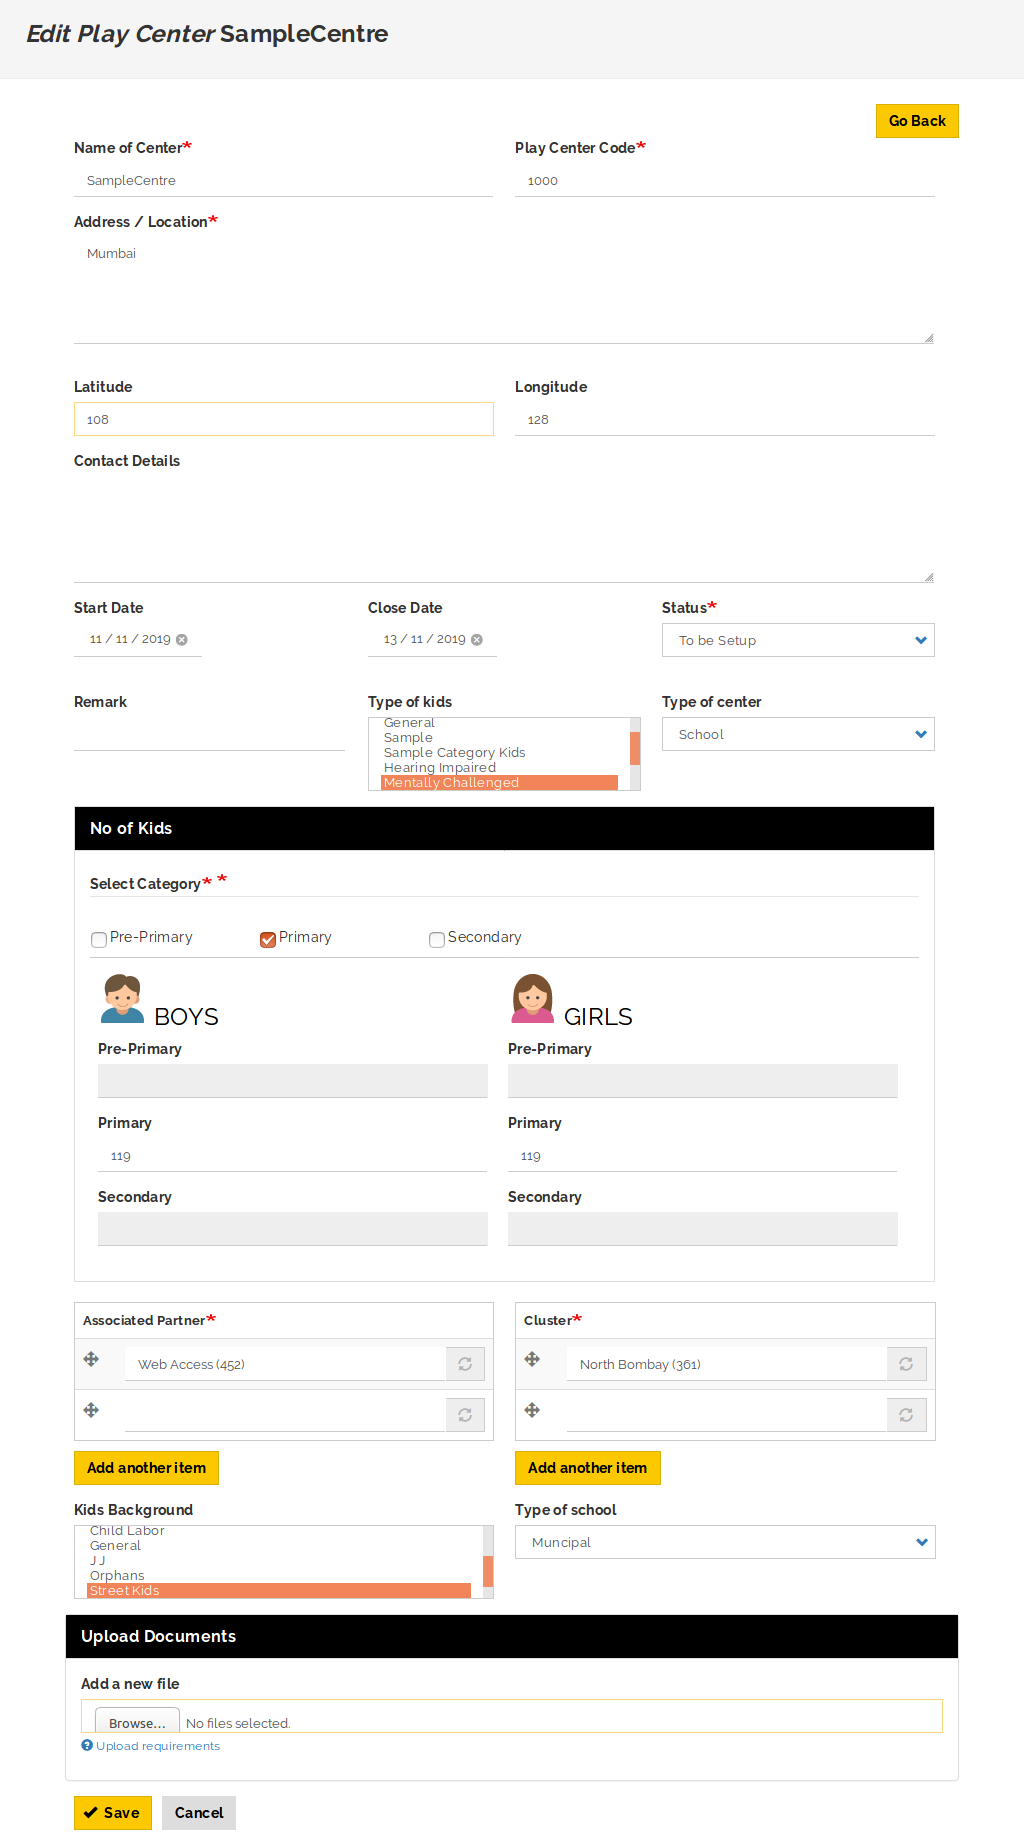 Edit Play Center SampleCentre
Go Back
Name of Center*
Play Center Code*
SampleCentre
1000
Address / Location*
Mumbai
Latitude
Longitude
108
128
Contact Details
Start Date
Close Date
Status*
11 / 11 / 2019
13 / 11 / 2019
To be Setup
Remark
Type of kids
Type of center
General
Sample
Sample Category Kids
Hearing Impaired
Mentally Challenged
School
No of Kids
Select Category* *
Pre-Primary
Primary
Secondary
BOYS
GIRLS
Pre-Primary
Pre-Primary
Primary
Primary
119
119
Secondary
Secondary
Associated Partner*
Cluster*
Web Access (452)
North Bombay (361)
Add another item
Add another item
Kids Background
Type of school
Child Labor
General
J J
Orphans
Street Kids
Muncipal
Upload Documents
Add a new file
Browse... No files selected.
Upload requirements
Save
Cancel